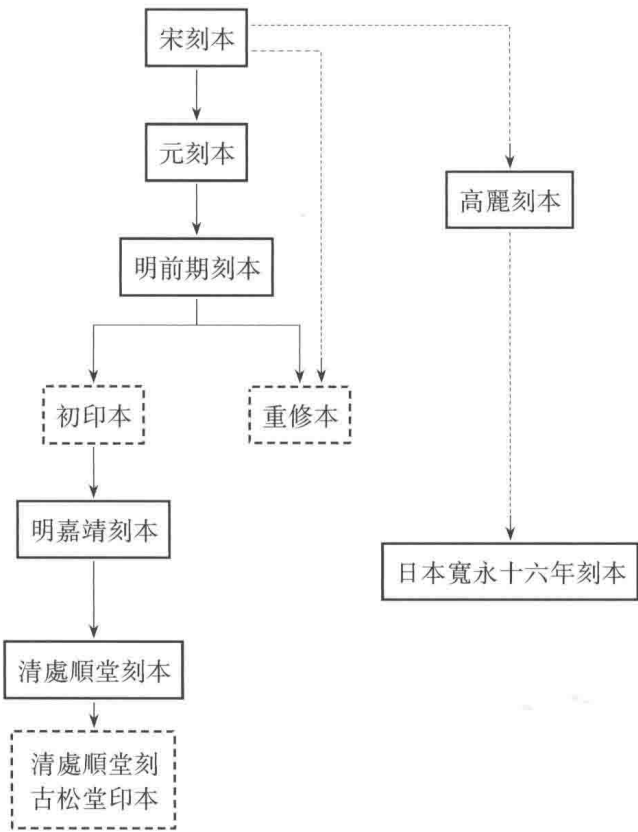 宋刻本
元刻本
高麗刻本
明前期刻本
初印本
重修本
明嘉靖刻本
日本寬永十六年刻本
清處順堂刻本
清處順堂刻
古松堂印本